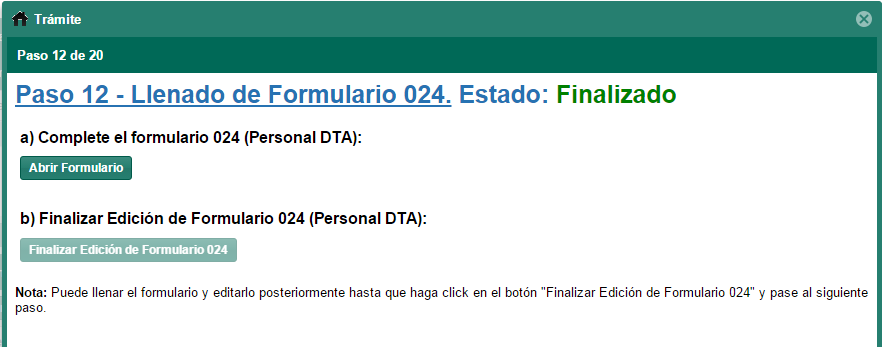 Trámite
Paso 12 de 20
Paso 12 - Llenado de Formulario 024. Estado: Finalizado
a) Complete el formulario 024 (Personal DTA):
Abrir Formulario
b) Finalizar Edición de Formulario 024 (Personal DTA):
Finalizar Edición de Formulario 024
Nota: Puede llenar el formulario y editarlo posteriormente hasta que haga click en el botón "Finalizar Edición de Formulario 024" y pase al siguiente
paso.